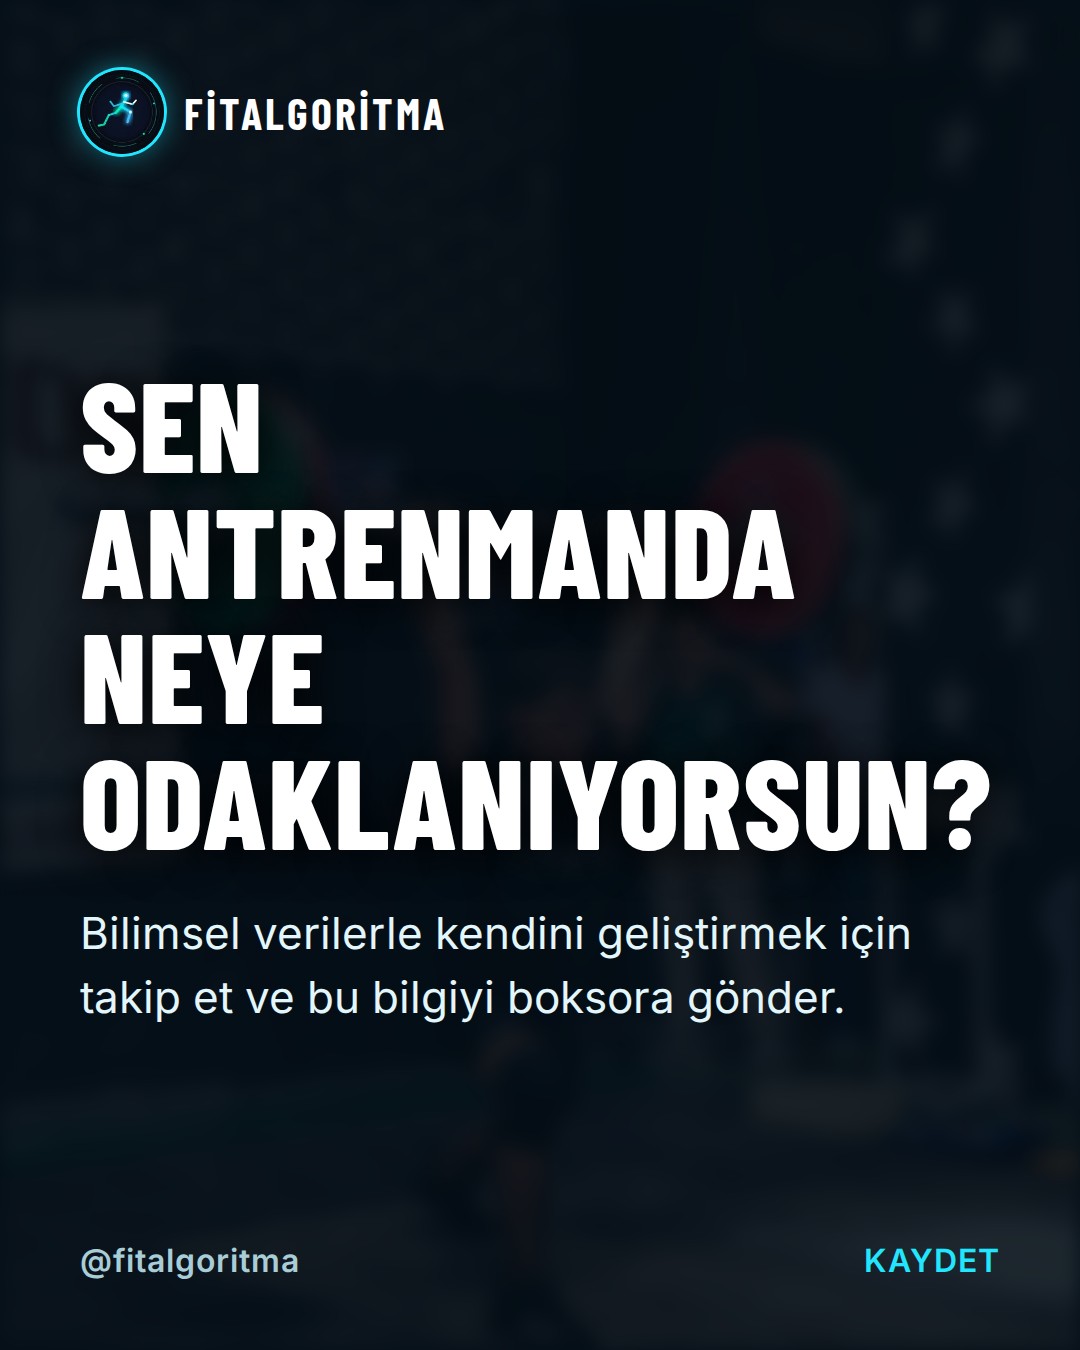 FİTALGORİTMA
SEN
ANTRENMANDA
NEYE
ODAKLANIYORSUN?
Bilimsel verilerle kendini geliştirmek için
takip et ve bu bilgiyi boksora gönder.
@fitalgoritma
KAYDET